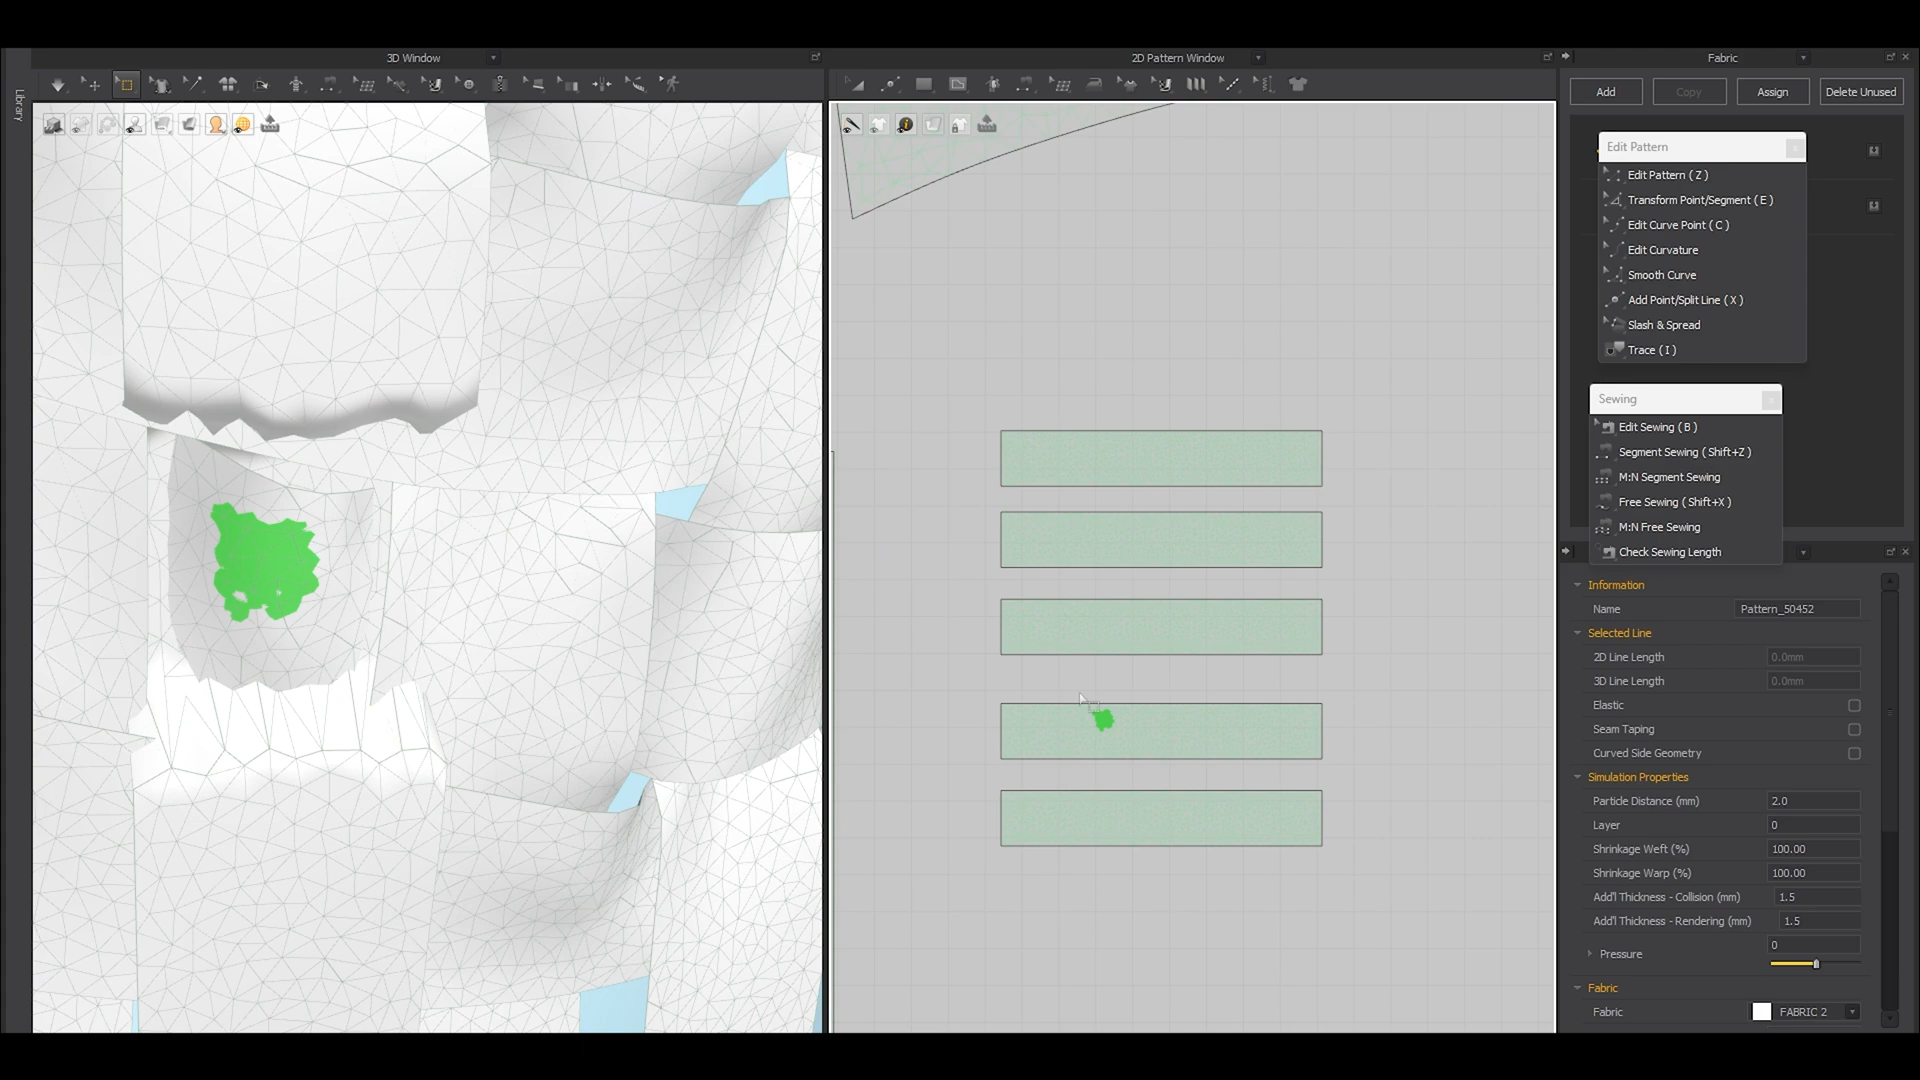 Library
3D Window
2D Pattern Window
Fabric
Add
Copy
Assign
Delete Unused
Edit Pattern
x
Edit Pattern ( Z )
Transform Point/Segment ( E )
Edit Curve Point ( C )
Edit Curvature
Smooth Curve
Add Point/Split Line ( X )
Slash & Spread
Trace ( I )
Sewing
x
Edit Sewing ( B )
Segment Sewing ( Shift+Z )
M:N Segment Sewing
Free Sewing ( Shift+X )
M:N Free Sewing
Check Sewing Length
Information
Name Pattern_50452
Selected Line
2D Line Length 0.0mm
3D Line Length 0.0mm
Elastic
Seam Taping
Curved Side Geometry
Simulation Properties
Particle Distance (mm) 2.0
Layer 0
Shrinkage Weft (%) 100.00
Shrinkage Warp (%) 100.00
Add'l Thickness - Collision (mm) 1.5
Add'l Thickness - Rendering (mm) 1.5
Pressure 0
Fabric
Fabric FABRIC 2